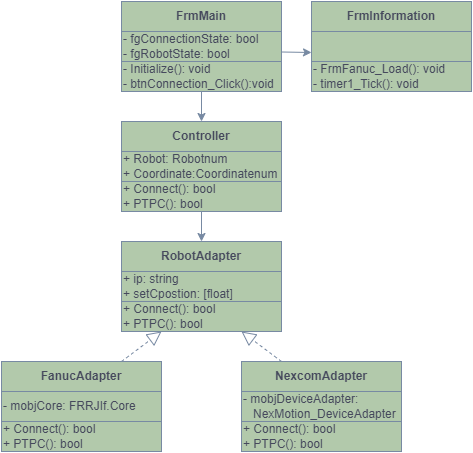 FrmMain
- fgConnectionState: bool
- fgRobotState: bool
- Initialize(): void
- btnConnection_Click():void
FrmInformation
- FrmFanuc_Load(): void
- timer1_Tick(): void
Controller
+ Robot: Robotnum
+ Coordinate:Coordinatenum
+ Connect(): bool
+ PTPC(): bool
RobotAdapter
+ ip: string
+ setCpostion: [float]
+ Connect(): bool
+ PTPC(): bool
FanucAdapter
- mobjCore: FRRJIf.Core
+ Connect(): bool
+ PTPC(): bool
NexcomAdapter
- mobjDeviceAdapter:
NexMotion_DeviceAdapter
+ Connect(): bool
+ PTPC(): bool